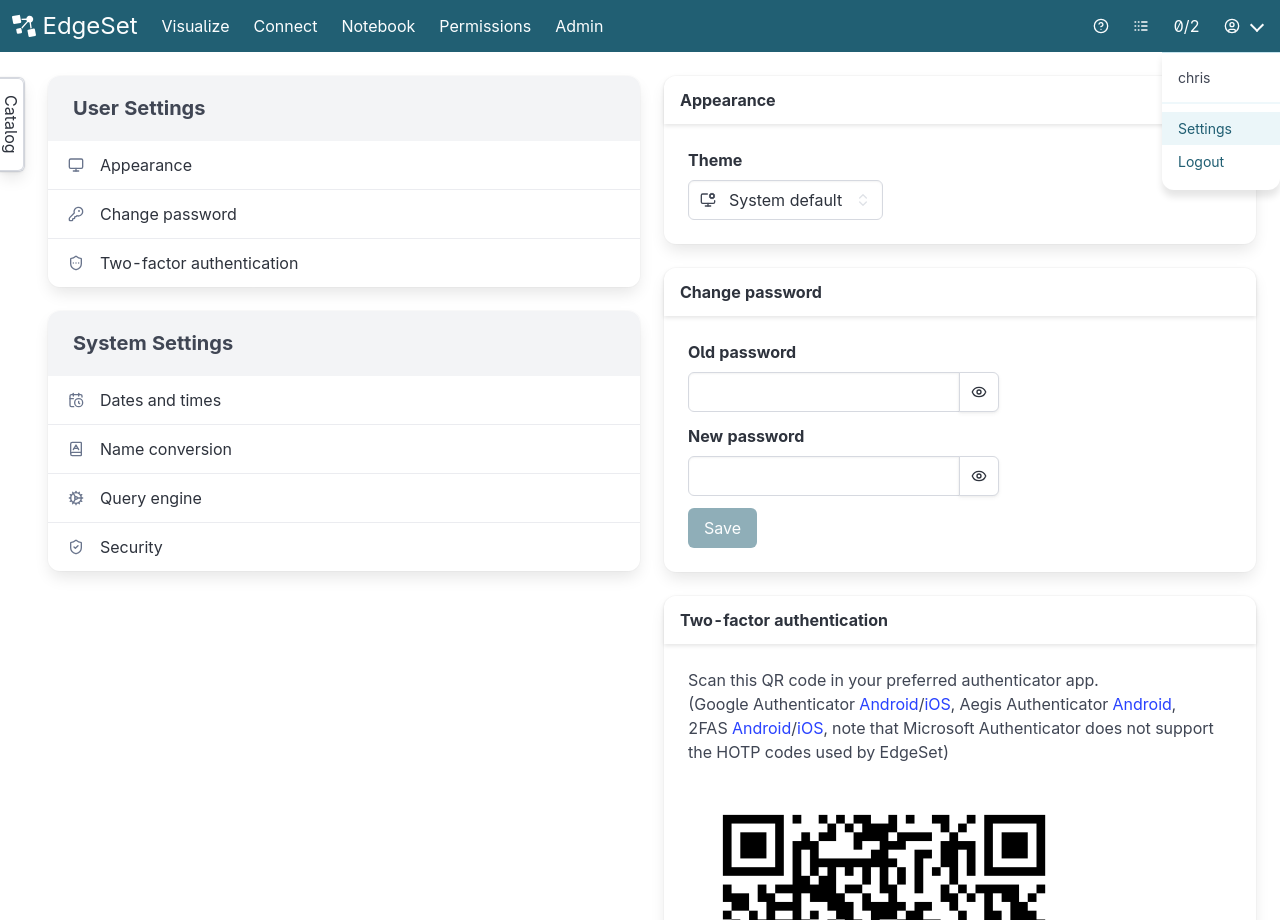 EdgeSet Visualize Connect Notebook Permissions Admin 0/2
chris
Settings
Logout
Catalog
User Settings
Appearance
Change password
Two-factor authentication
System Settings
Dates and times
Name conversion
Query engine
Security
Appearance
Theme
System default
Change password
Old password
New password
Save
Two-factor authentication
Scan this QR code in your preferred authenticator app.
(Google Authenticator Android/iOS, Aegis Authenticator Android,
2FAS Android/iOS, note that Microsoft Authenticator does not support
the HOTP codes used by EdgeSet)